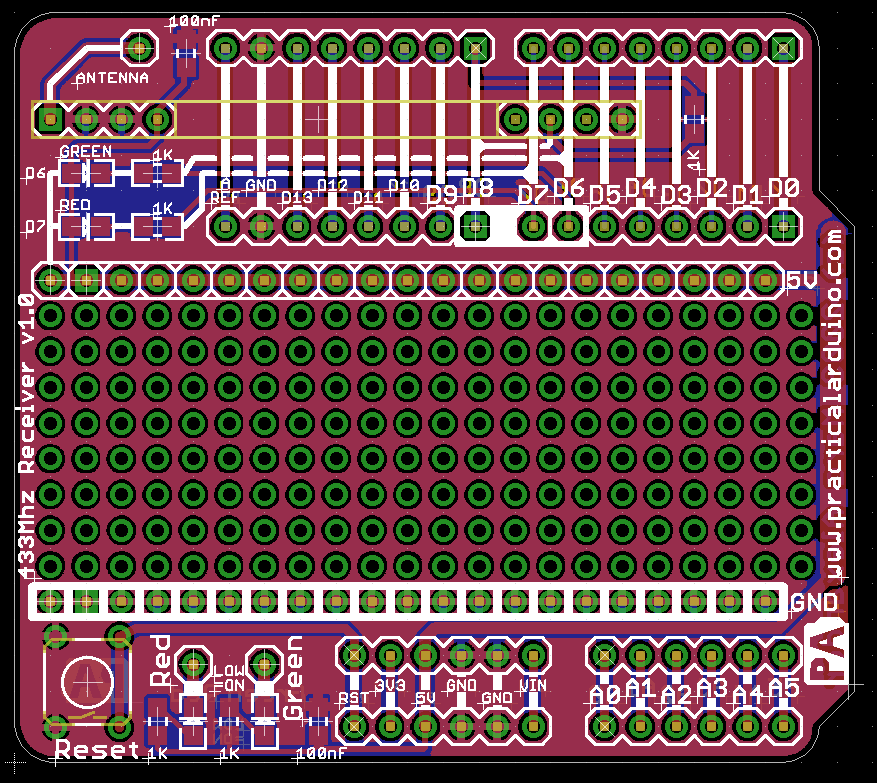 100nF
ANTENNA
GREEN
1K
D6
1K
A
REF
GND
D13
D12
D11
D10
D9
D8
D7
D6
D5
D4
D3
D2
D1
D0
RED
1K
D7
5V
433Mhz Receiver v1.0
www.practicalarduino.com
GND
PA
Red
LOW
=ON
Green
RST
3V3
5V
GND
GND
VIN
A0
A1
A2
A3
A4
A5
Reset
1K
1K
100nF